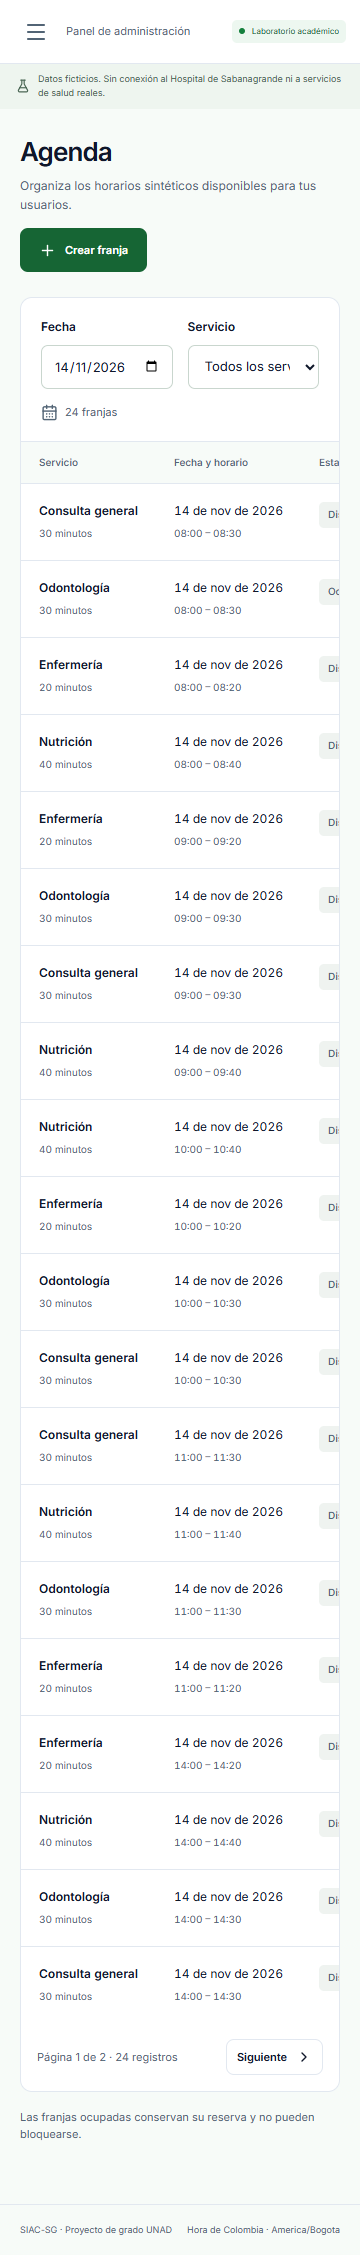 Panel de administración
Laboratorio académico
Datos ficticios. Sin conexión al Hospital de Sabanagrande ni a servicios
de salud reales.
Agenda
Organiza los horarios sintéticos disponibles para tus
usuarios.
Crear franja
Fecha
Servicio
14/11/2026
Todos los
24 franjas
Servicio
Fecha y horario
Consulta general
14 de nov de 2026
30 minutos
08:00 – 08:30
Odontología
14 de nov de 2026
30 minutos
08:00 – 08:30
Enfermería
14 de nov de 2026
20 minutos
08:00 – 08:20
Nutrición
14 de nov de 2026
40 minutos
08:00 – 08:40
Enfermería
14 de nov de 2026
20 minutos
09:00 – 09:20
Odontología
14 de nov de 2026
30 minutos
09:00 – 09:30
Consulta general
14 de nov de 2026
30 minutos
09:00 – 09:30
Nutrición
14 de nov de 2026
40 minutos
09:00 – 09:40
Nutrición
14 de nov de 2026
40 minutos
10:00 – 10:40
Enfermería
14 de nov de 2026
20 minutos
10:00 – 10:20
Odontología
14 de nov de 2026
30 minutos
10:00 – 10:30
Consulta general
14 de nov de 2026
30 minutos
10:00 – 10:30
Consulta general
14 de nov de 2026
30 minutos
11:00 – 11:30
Nutrición
14 de nov de 2026
40 minutos
11:00 – 11:40
Odontología
14 de nov de 2026
30 minutos
11:00 – 11:30
Enfermería
14 de nov de 2026
20 minutos
11:00 – 11:20
Enfermería
14 de nov de 2026
20 minutos
14:00 – 14:20
Nutrición
14 de nov de 2026
40 minutos
14:00 – 14:40
Odontología
14 de nov de 2026
30 minutos
14:00 – 14:30
Consulta general
14 de nov de 2026
30 minutos
14:00 – 14:30
Página 1 de 2 · 24 registros
Siguiente
Las franjas ocupadas conservan su reserva y no pueden
bloquearse.
SIAC-SG · Proyecto de grado UNAD
Hora de Colombia · America/Bogota